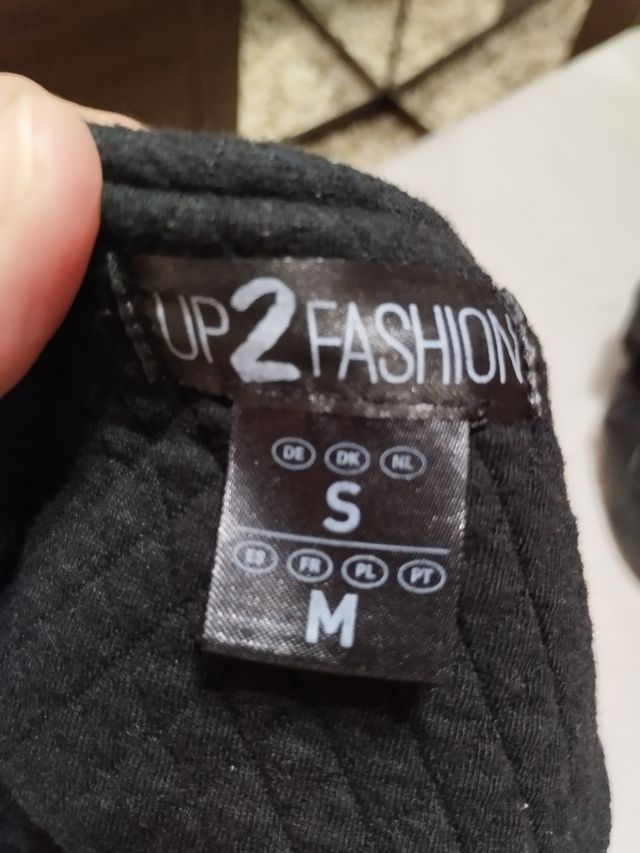 UP2FASHION
DE DK NL
S
ES FR PL PT
M